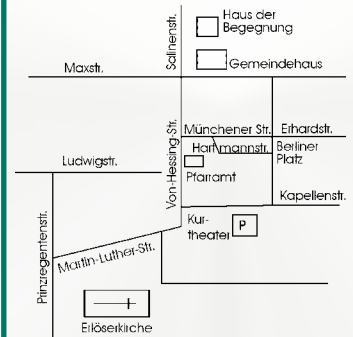 Haus der
Begegnung
Salinenstr.
Gemeindehaus
Maxstr.
Von-Hessing-Str.
Münchener Str.
Erhardstr.
Hartmannstr.
Berliner
Platz
Ludwigstr.
Pfarramt
Kapellenstr.
Kur-
theater
P
Prinzregentenstr.
Martin-Luther-Str.
Erlöserkirche